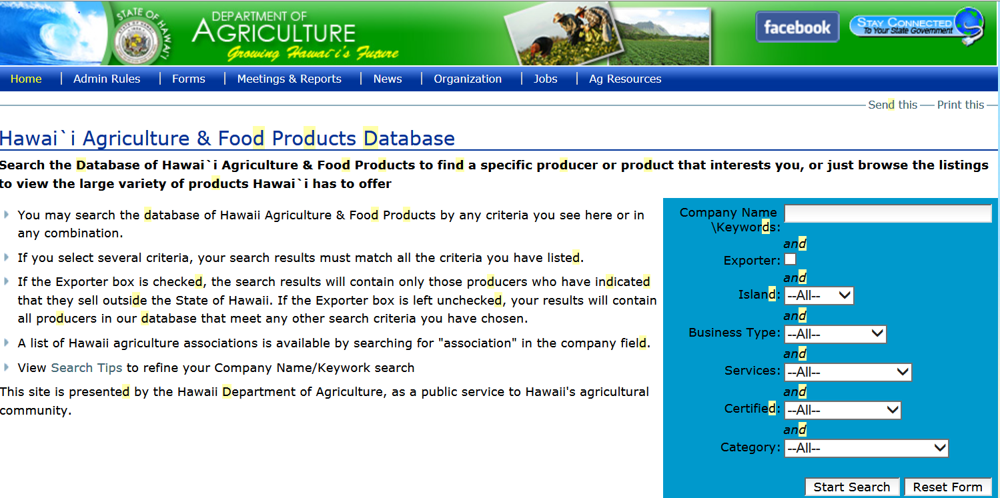 STATE OF HAWAI'I
DEPARTMENT OF
AGRICULTURE
Growing Hawai`i's Future
facebook
STAY CONNECTED
To Your State Government
Home | Admin Rules | Forms | Meetings & Reports | News | Organization | Jobs | Ag Resources
Send this Print this
Hawai`i Agriculture & Food Products Database
Search the Database of Hawai`i Agriculture & Food Products to find a specific producer or product that interests you, or just browse the listings
to view the large variety of products Hawai`i has to offer
You may search the database of Hawaii Agriculture & Food Products by any criteria you see here or in
any combination.
If you select several criteria, your search results must match all the criteria you have listed.
If the Exporter box is checked, the search results will contain only those producers who have indicated
that they sell outside the State of Hawaii. If the Exporter box is left unchecked, your results will contain
all producers in our database that meet any other search criteria you have chosen.
A list of Hawaii agriculture associations is available by searching for "association" in the company field.
View Search Tips to refine your Company Name/Keywork search
This site is presented by the Hawaii Department of Agriculture, as a public service to Hawaii's agricultural
community.
Company Name
\Keywords:
and
Exporter:
and
Island: --All--
and
Business Type: --All--
and
Services: --All--
and
Certified: --All--
and
Category: --All--
Start Search Reset Form